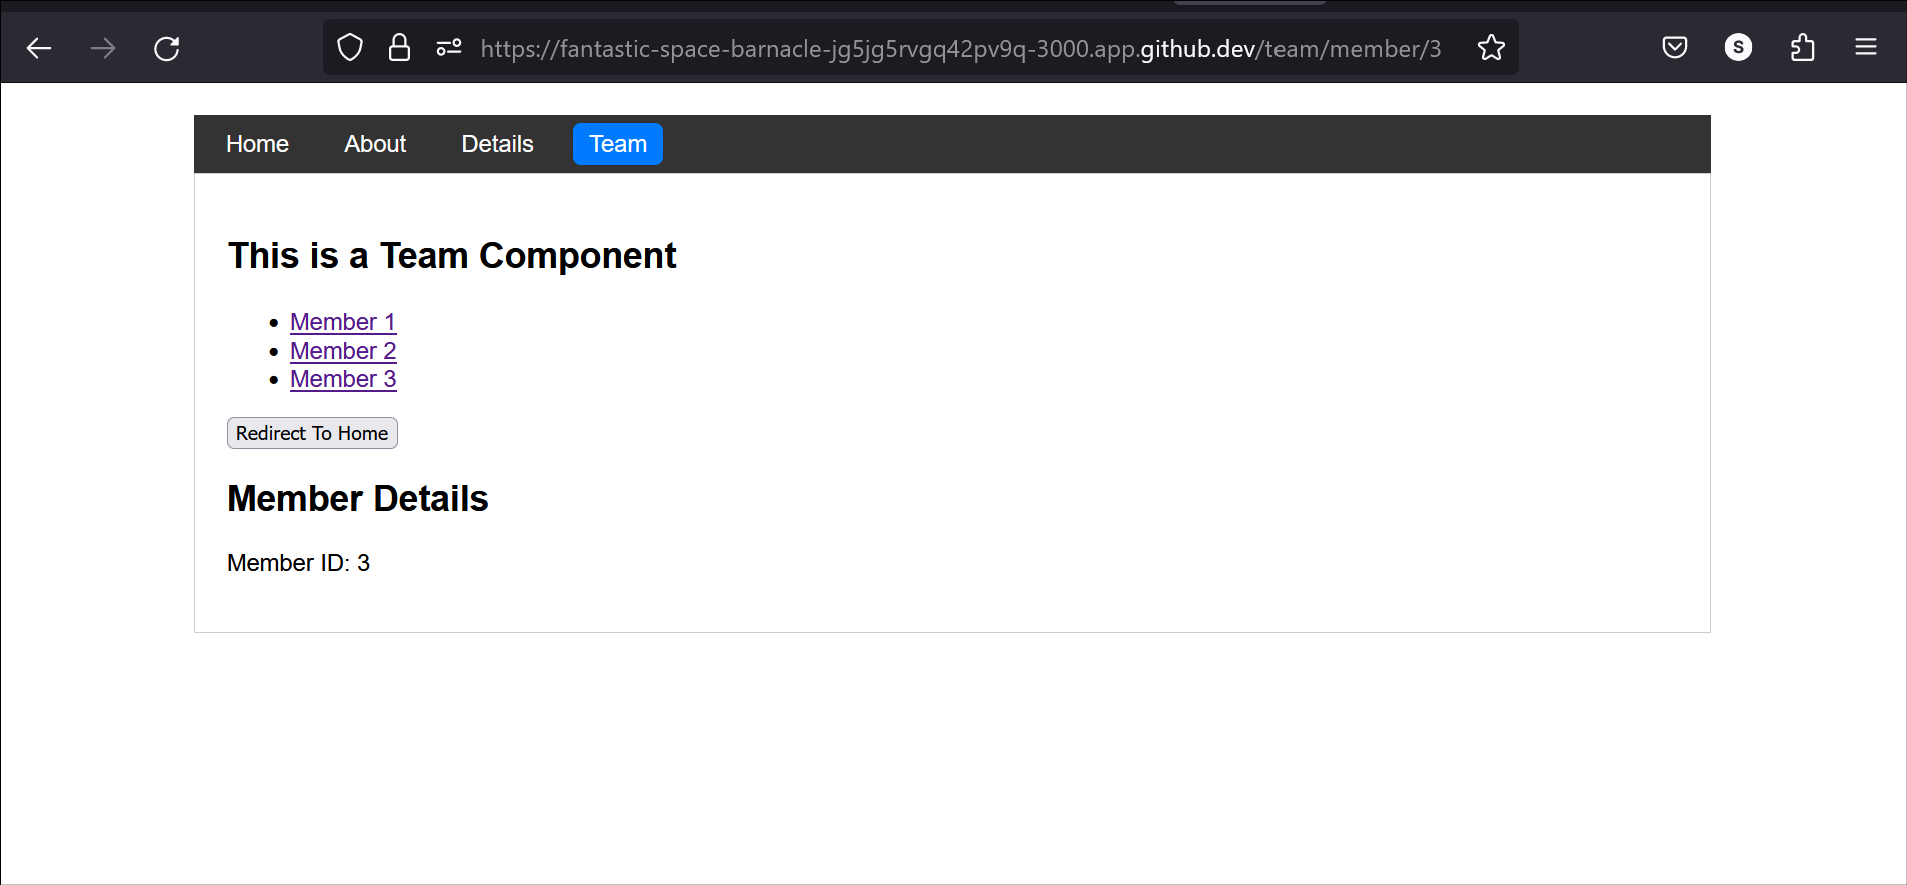 https://fantastic-space-barnacle-jg5jg5rvgq42pv9q-3000.app.github.dev/team/member/3
S
Home About Details Team
This is a Team Component
Member 1
Member 2
Member 3
Redirect To Home
Member Details
Member ID: 3